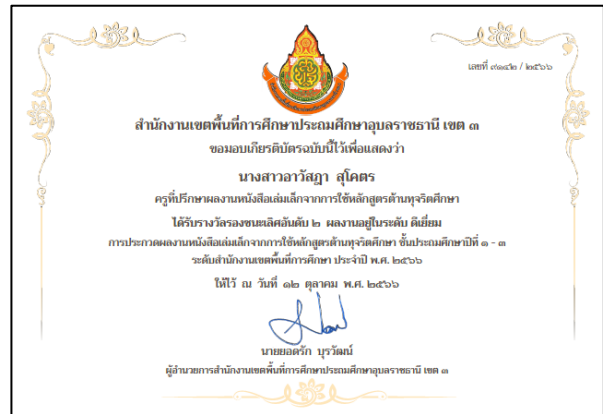 เลขที่ ๙๑๔๒ / ๒๕๖๖
สำนักงานเขตพื้นที่การศึกษาประถมศึกษาอุบลราชธานี เขต ๓
ขอมอบเกียรติบัตรฉบับนี้ไว้เพื่อแสดงว่า
นางสาวอาวัสฎา สุโคตร
ครูที่ปรึกษาผลงานหนังสือเล่มเล็กจากการใช้หลักสูตรต้านทุจริตศึกษา
ได้รับรางวัลรองชนะเลิศอันดับ ๒ ผลงานอยู่ในระดับ ดีเยี่ยม
การประกวดผลงานหนังสือเล่มเล็กจากการใช้หลักสูตรต้านทุจริตศึกษา ชั้นประถมศึกษาปีที่ ๑ - ๓
ระดับสำนักงานเขตพื้นที่การศึกษา ประจำปี พ.ศ. ๒๕๖๖
ให้ไว้ ณ วันที่ ๑๒ ตุลาคม พ.ศ. ๒๕๖๖
นายยอดรัก บุรวัฒน์
ผู้อำนวยการสำนักงานเขตพื้นที่การศึกษาประถมศึกษาอุบลราชธานี เขต ๓